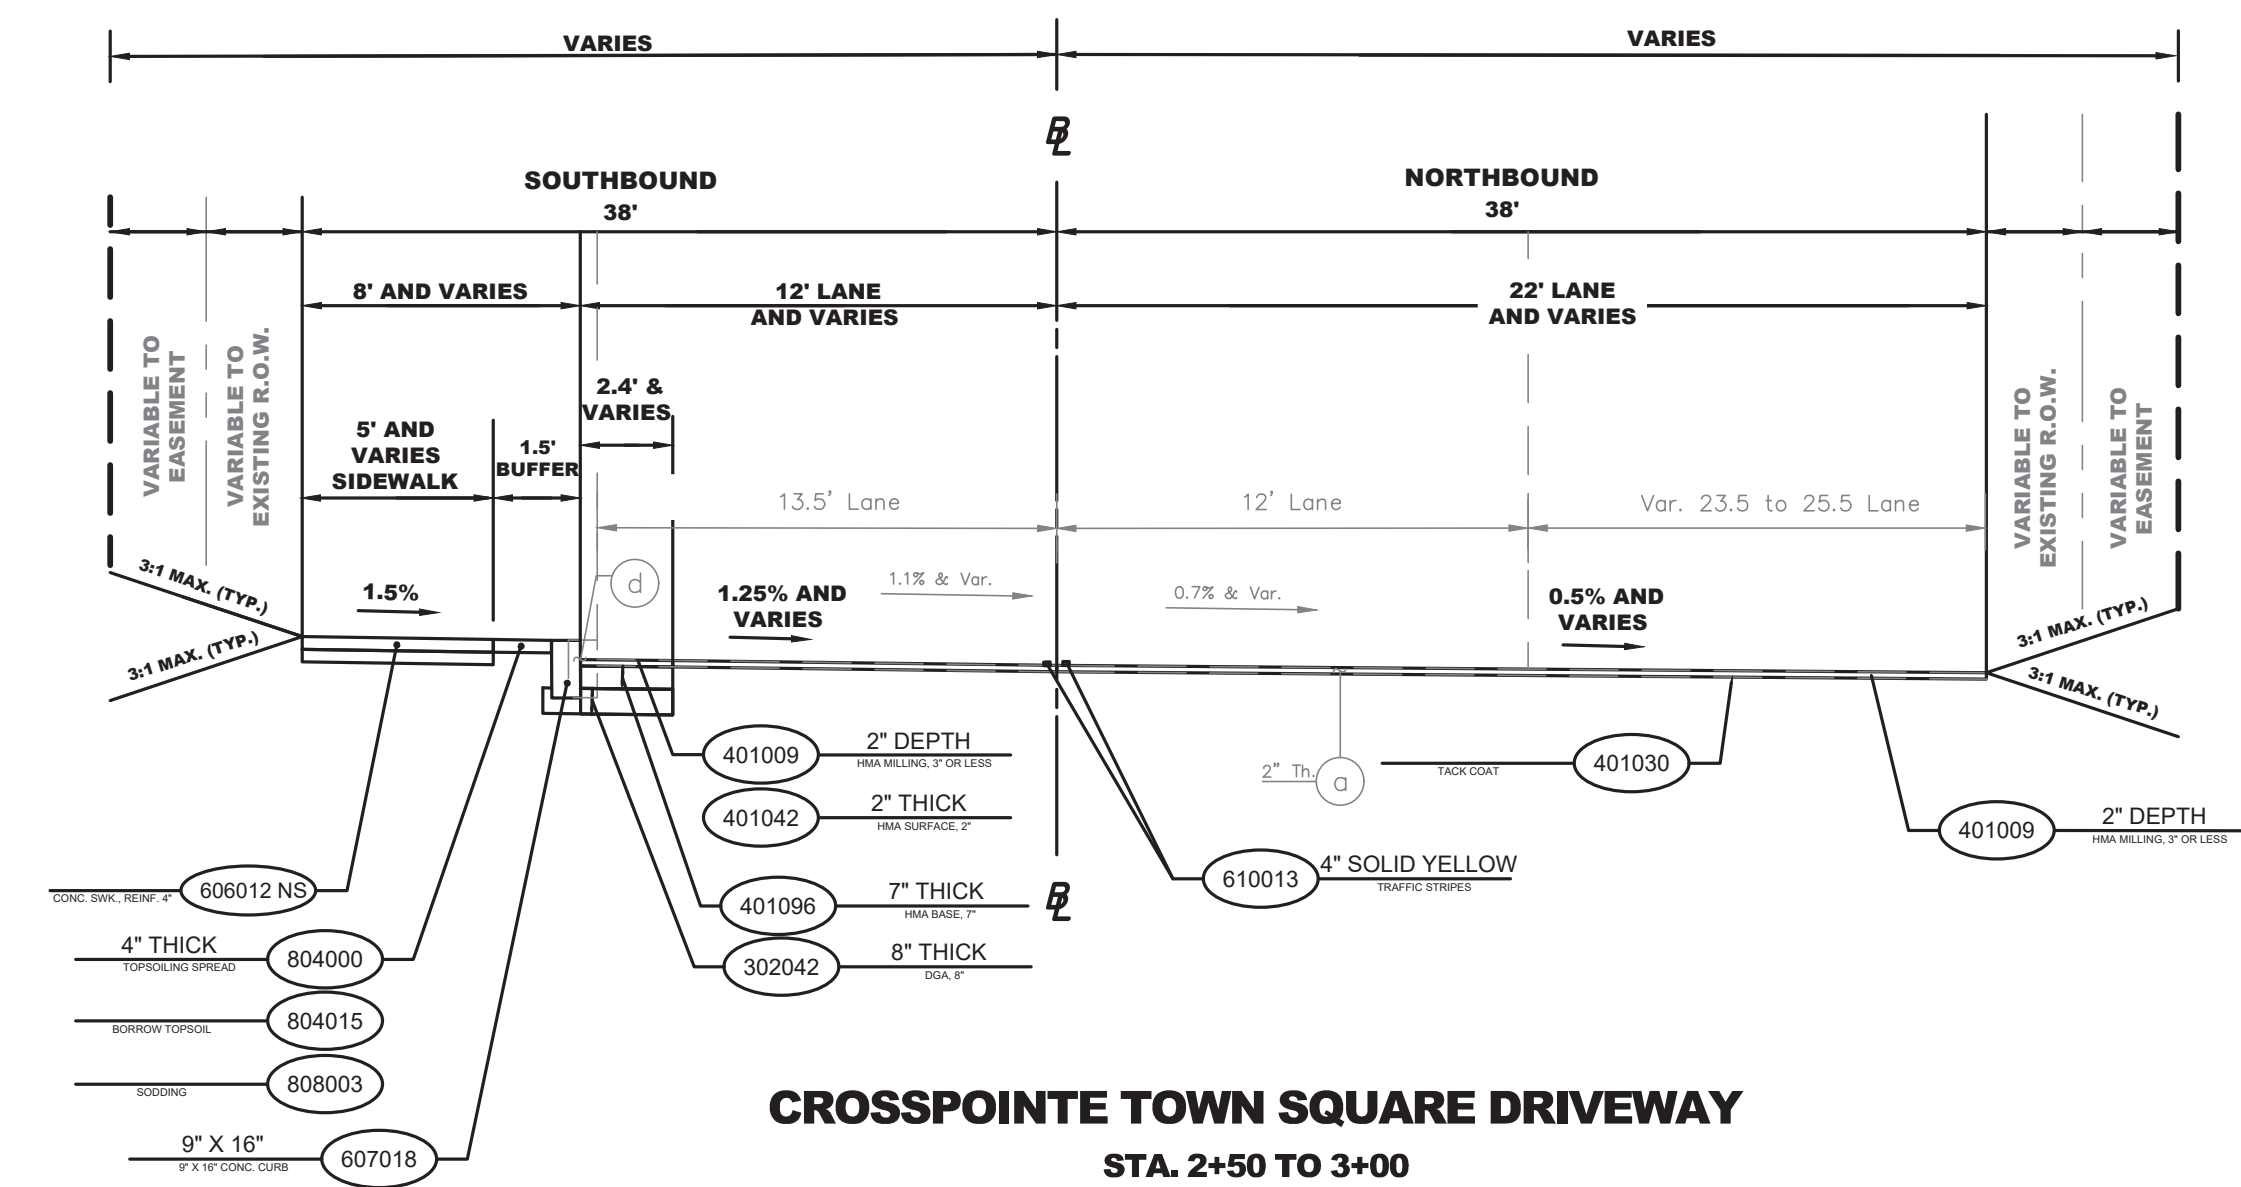 VARIES
VARIES
BL
SOUTHBOUND
38'
NORTHBOUND
38'
8' AND VARIES
12' LANE
AND VARIES
22' LANE
AND VARIES
VARIABLE TO
EASEMENT
VARIABLE TO
EXISTING R.O.W.
2.4' &
VARIES
5' AND
VARIES
SIDEWALK
1.5'
BUFFER
13.5' Lane
12' Lane
Var. 23.5 to 25.5 Lane
VARIABLE TO
EXISTING R.O.W.
VARIABLE TO
EASEMENT
3:1 MAX. (TYP.)
3:1 MAX. (TYP.)
1.5%
d
1.25% AND
VARIES
1.1% & Var.
0.7% & Var.
0.5% AND
VARIES
3:1 MAX. (TYP.)
3:1 MAX. (TYP.)
401009
2" DEPTH
HMA MILLING, 3" OR LESS
401042
2" THICK
HMA SURFACE, 2"
2" Th.
a
TACK COAT
401030
401009
2" DEPTH
HMA MILLING, 3" OR LESS
CONC. SWK., REINF. 4"
606012 NS
401096
7" THICK
HMA BASE, 7"
BL
610013
4" SOLID YELLOW
TRAFFIC STRIPES
4" THICK
TOPSOILING SPREAD
804000
302042
8" THICK
DGA, 8"
BORROW TOPSOIL
804015
SODDING
808003
9" X 16"
9" X 16" CONC. CURB
607018
CROSSPOINTE TOWN SQUARE DRIVEWAY
STA. 2+50 TO 3+00